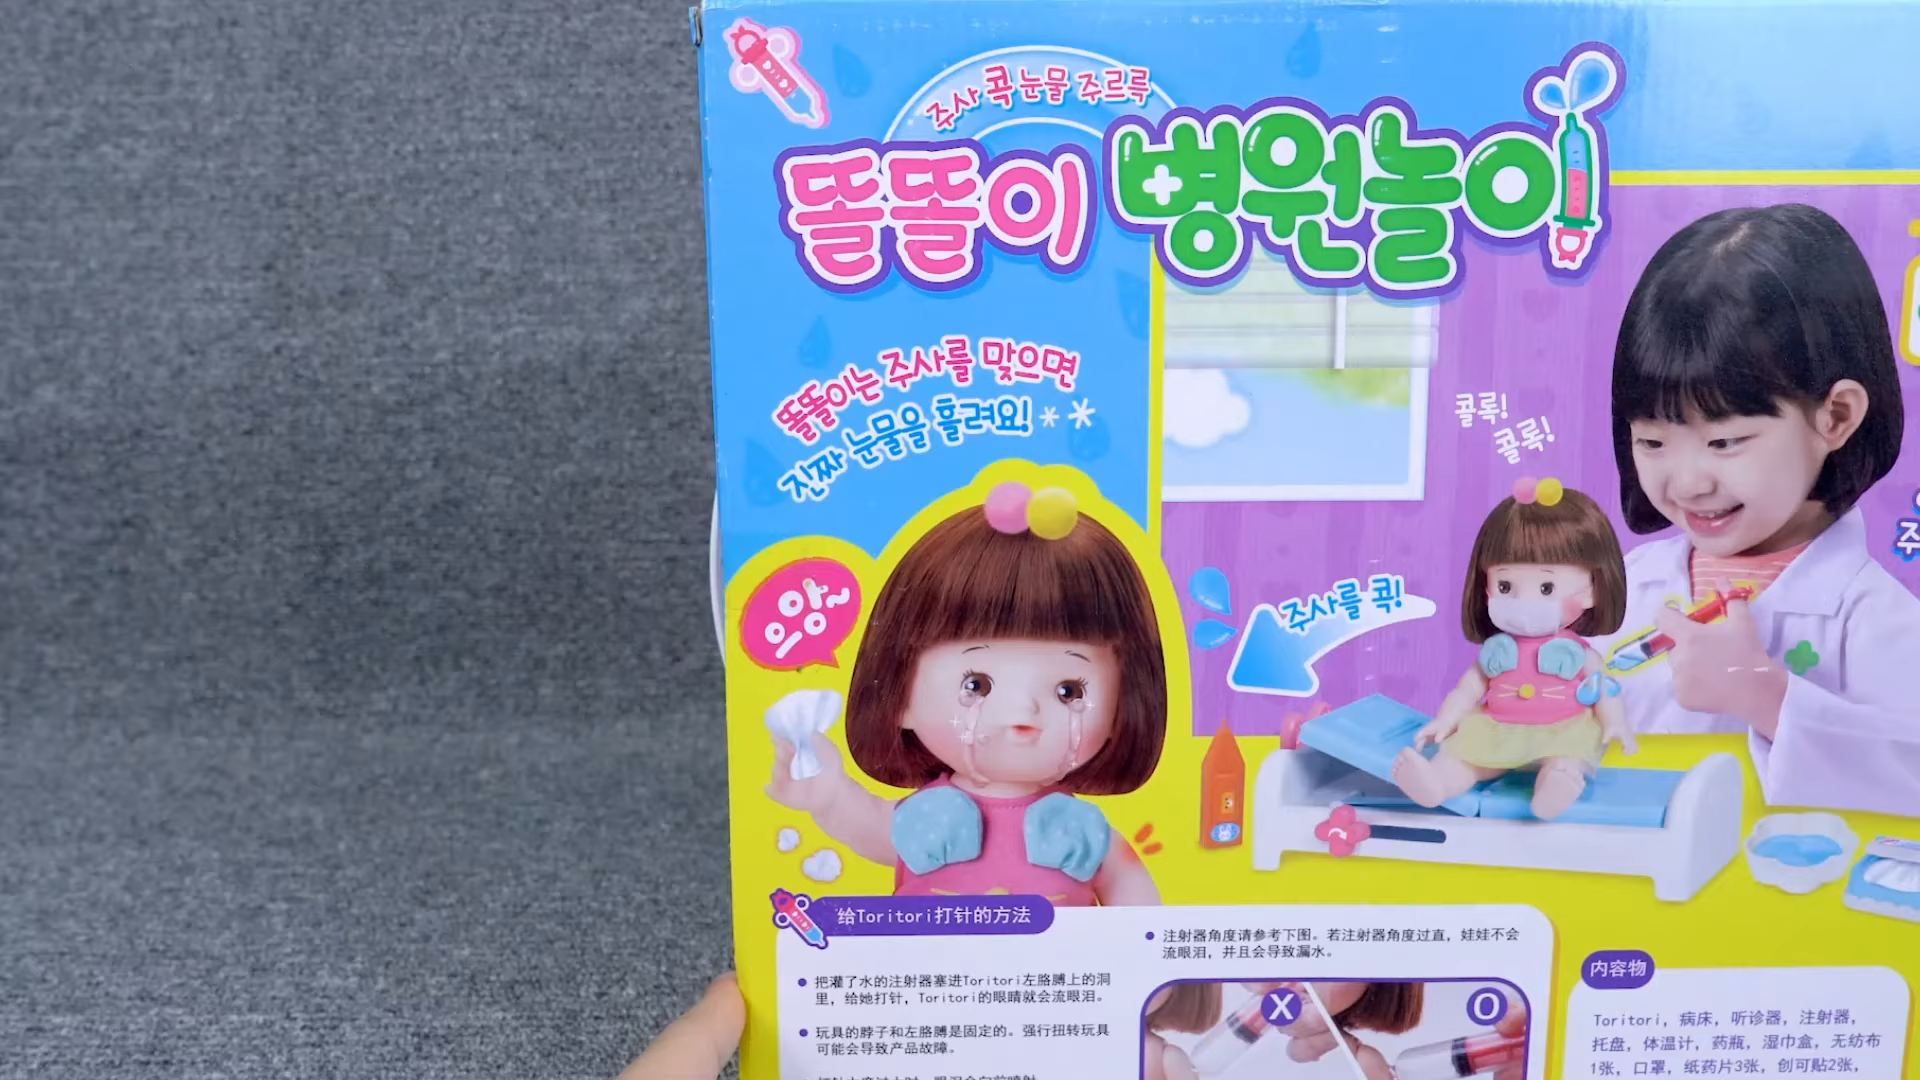 주사 콕 눈물 주르륵
똘똘이 병원놀이
똘똘이는 주사를 맞으면
진짜 눈물을 흘려요!
콜록!
콜록!
으앙~
주사를 콕!
给Toritori打针的方法
把灌了水的注射器塞进Toritori左胳膊上的洞
里，给她打针，Toritori的眼睛就会流眼泪。
玩具的脖子和左胳膊是固定的。强行扭转玩具
可能会导致产品故障。
注射器角度请参考下图。若注射器角度过直，娃娃不会
流眼泪，并且会导致漏水。
X
O
内容物
Toritori，病床，听诊器，注射器，
托盘，体温计，药瓶，湿巾盒，无纺布
1张，口罩，纸药片3张，创可贴2张，